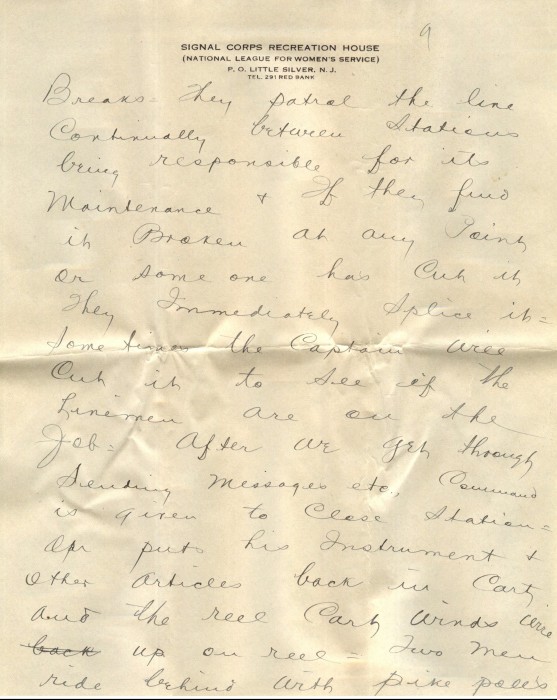 9
SIGNAL CORPS RECREATION HOUSE
(NATIONAL LEAGUE FOR WOMEN'S SERVICE)
P. O. LITTLE SILVER, N. J.
TEL. 291 RED BANK
Breaks= They patrol the line
Continually between Stations
being responsible for its
Maintenance & If they find
it Broken at any Point
or some one has Cut it
They Immediately Splice it=
Some times the Captain will
Cut it to See if the
Linemen are on the
Job= After we get through
Sending Messages etc., Command
is given to Close Station=
Opr puts his Instrument &
Other Articles back in Cart,
and the reel Cart Winds wire
back up on reel= Two Men
ride behind with pike poles